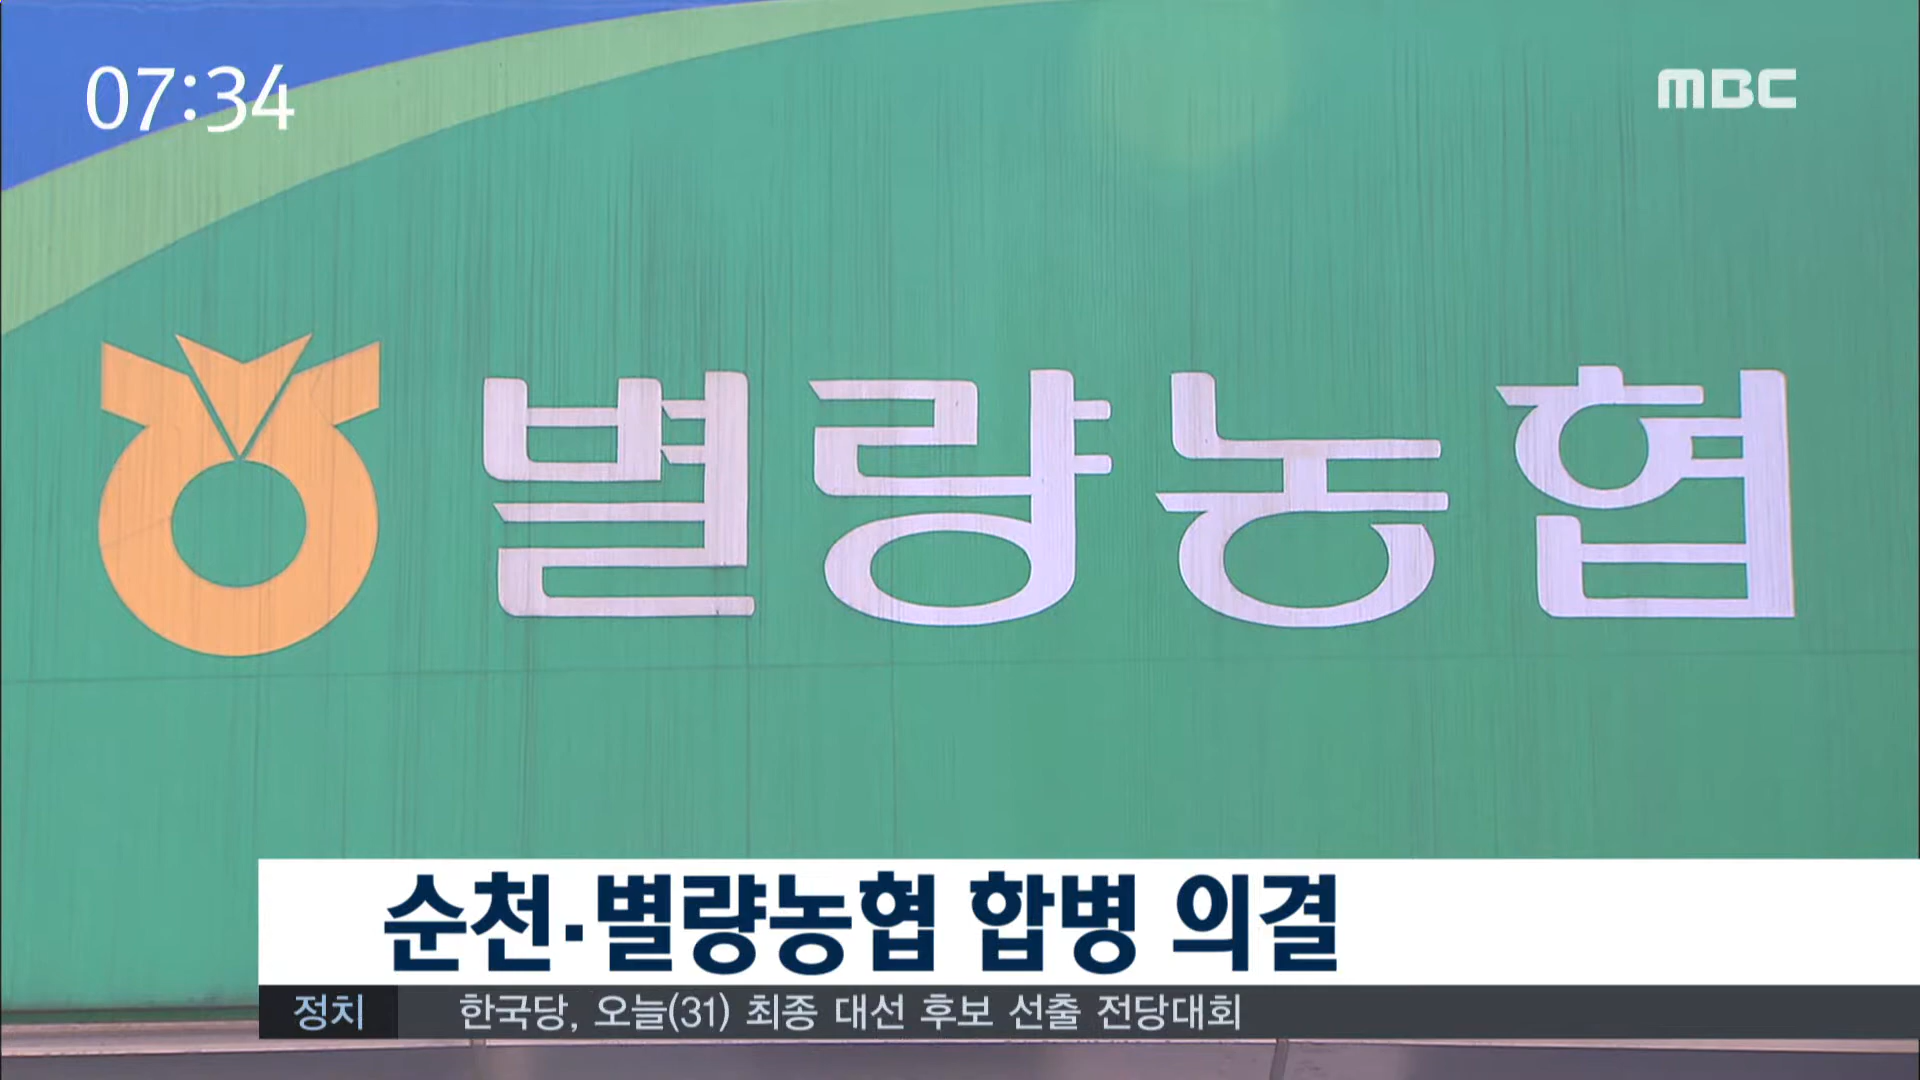 07:34
MBC
별량농협
순천·별량농협 합병 의결
정치 한국당, 오늘(31) 최종 대선 후보 선출 전당대회